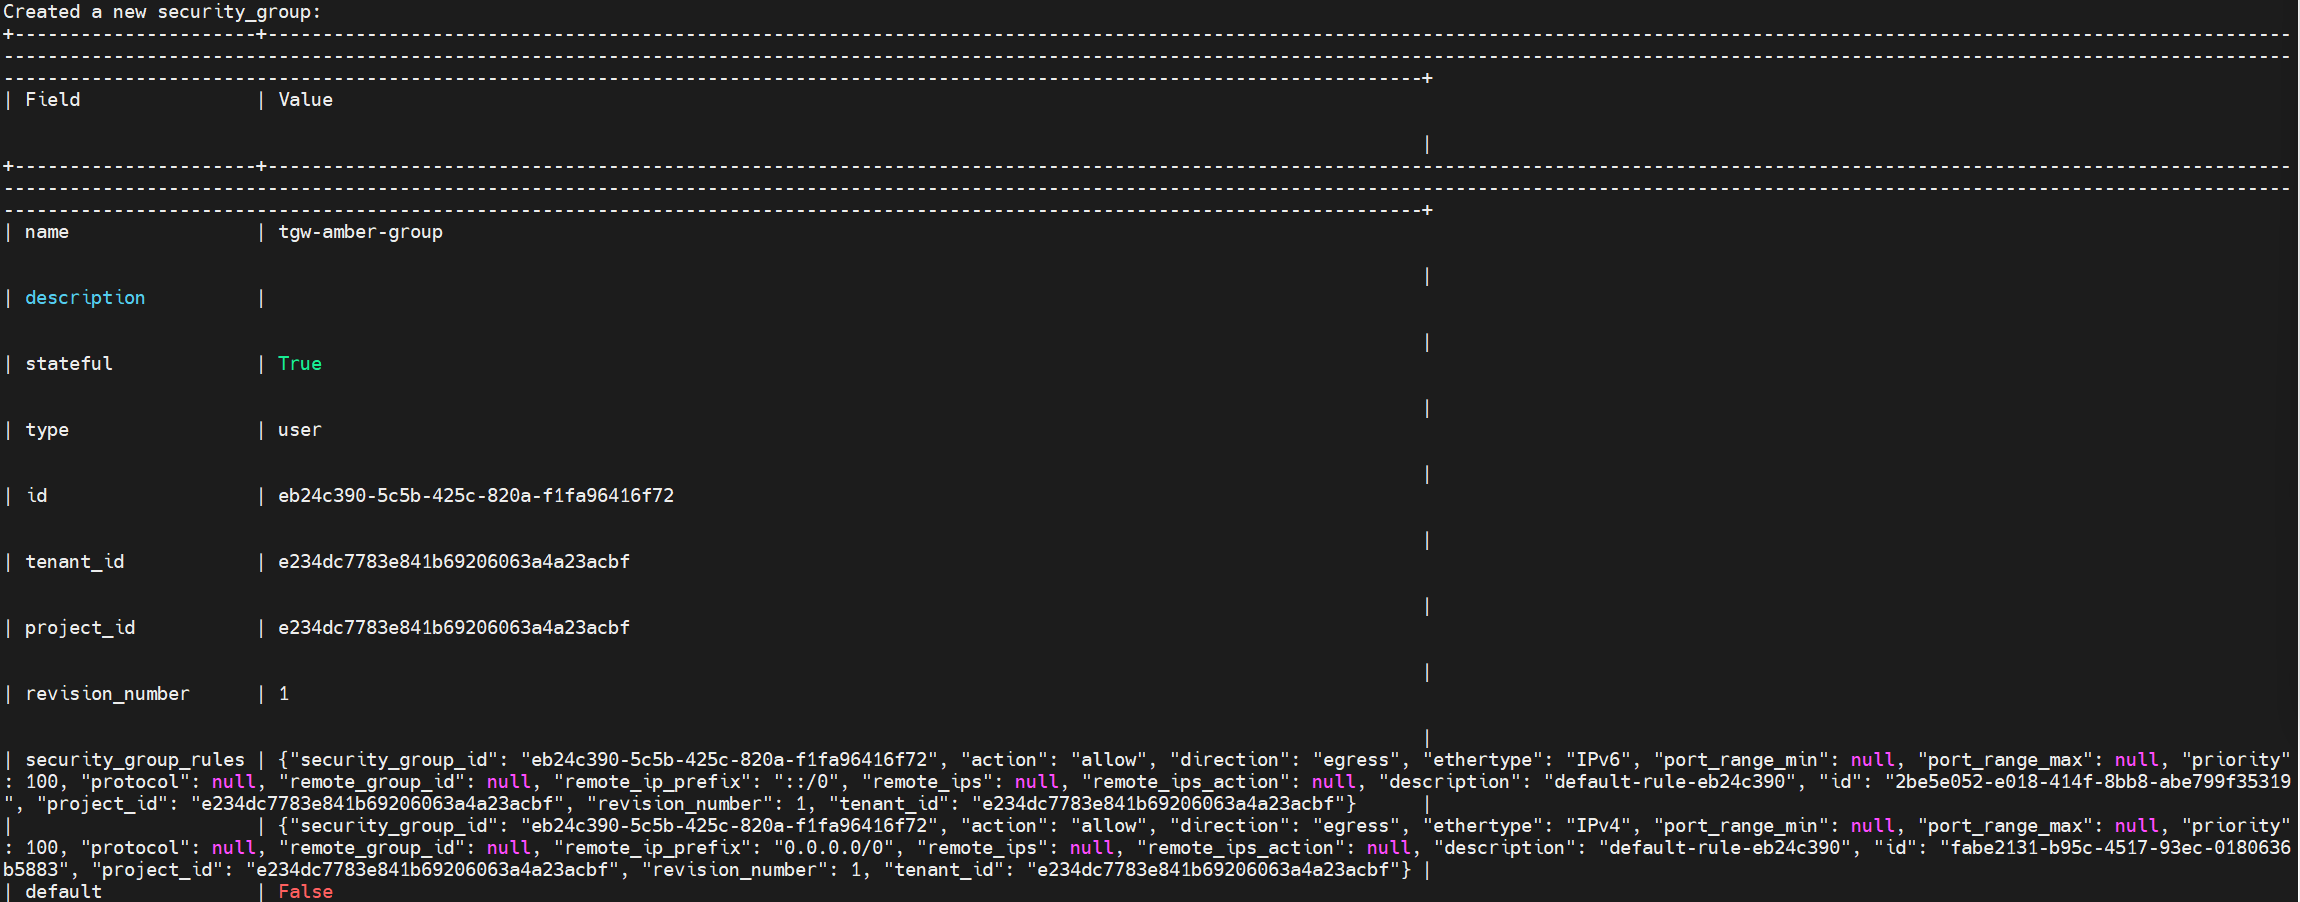 Created a new security_group:
+----------------------+----------------------------------------------------------------------------------------------------------------------------------------------------------------------------------------
----------------------------------------------------------------------------------------------------------------------------------------------------------------------------------------------------------------
---------------------------------------------------------------------------------------------------------------------------------+
| Field                | Value
|
+----------------------+----------------------------------------------------------------------------------------------------------------------------------------------------------------------------------------
----------------------------------------------------------------------------------------------------------------------------------------------------------------------------------------------------------------
---------------------------------------------------------------------------------------------------------------------------------+
| name                 | tgw-amber-group
|
| description          |
|
| stateful             | True
|
| type                 | user
|
| id                   | eb24c390-5c5b-425c-820a-f1fa96416f72
|
| tenant_id            | e234dc7783e841b69206063a4a23acbf
|
| project_id           | e234dc7783e841b69206063a4a23acbf
|
| revision_number      | 1
|
| security_group_rules | {"security_group_id": "eb24c390-5c5b-425c-820a-f1fa96416f72", "action": "allow", "direction": "egress", "ethertype": "IPv6", "port_range_min": null, "port_range_max": null, "priority"
: 100, "protocol": null, "remote_group_id": null, "remote_ip_prefix": "::/0", "remote_ips": null, "remote_ips_action": null, "description": "default-rule-eb24c390", "id": "2be5e052-e018-414f-8bb8-abe799f35319
", "project_id": "e234dc7783e841b69206063a4a23acbf", "revision_number": 1, "tenant_id": "e234dc7783e841b69206063a4a23acbf"}      |
|                      | {"security_group_id": "eb24c390-5c5b-425c-820a-f1fa96416f72", "action": "allow", "direction": "egress", "ethertype": "IPv4", "port_range_min": null, "port_range_max": null, "priority"
: 100, "protocol": null, "remote_group_id": null, "remote_ip_prefix": "0.0.0.0/0", "remote_ips": null, "remote_ips_action": null, "description": "default-rule-eb24c390", "id": "fabe2131-b95c-4517-93ec-0180636
b5883", "project_id": "e234dc7783e841b69206063a4a23acbf", "revision_number": 1, "tenant_id": "e234dc7783e841b69206063a4a23acbf"} |
| default              | False